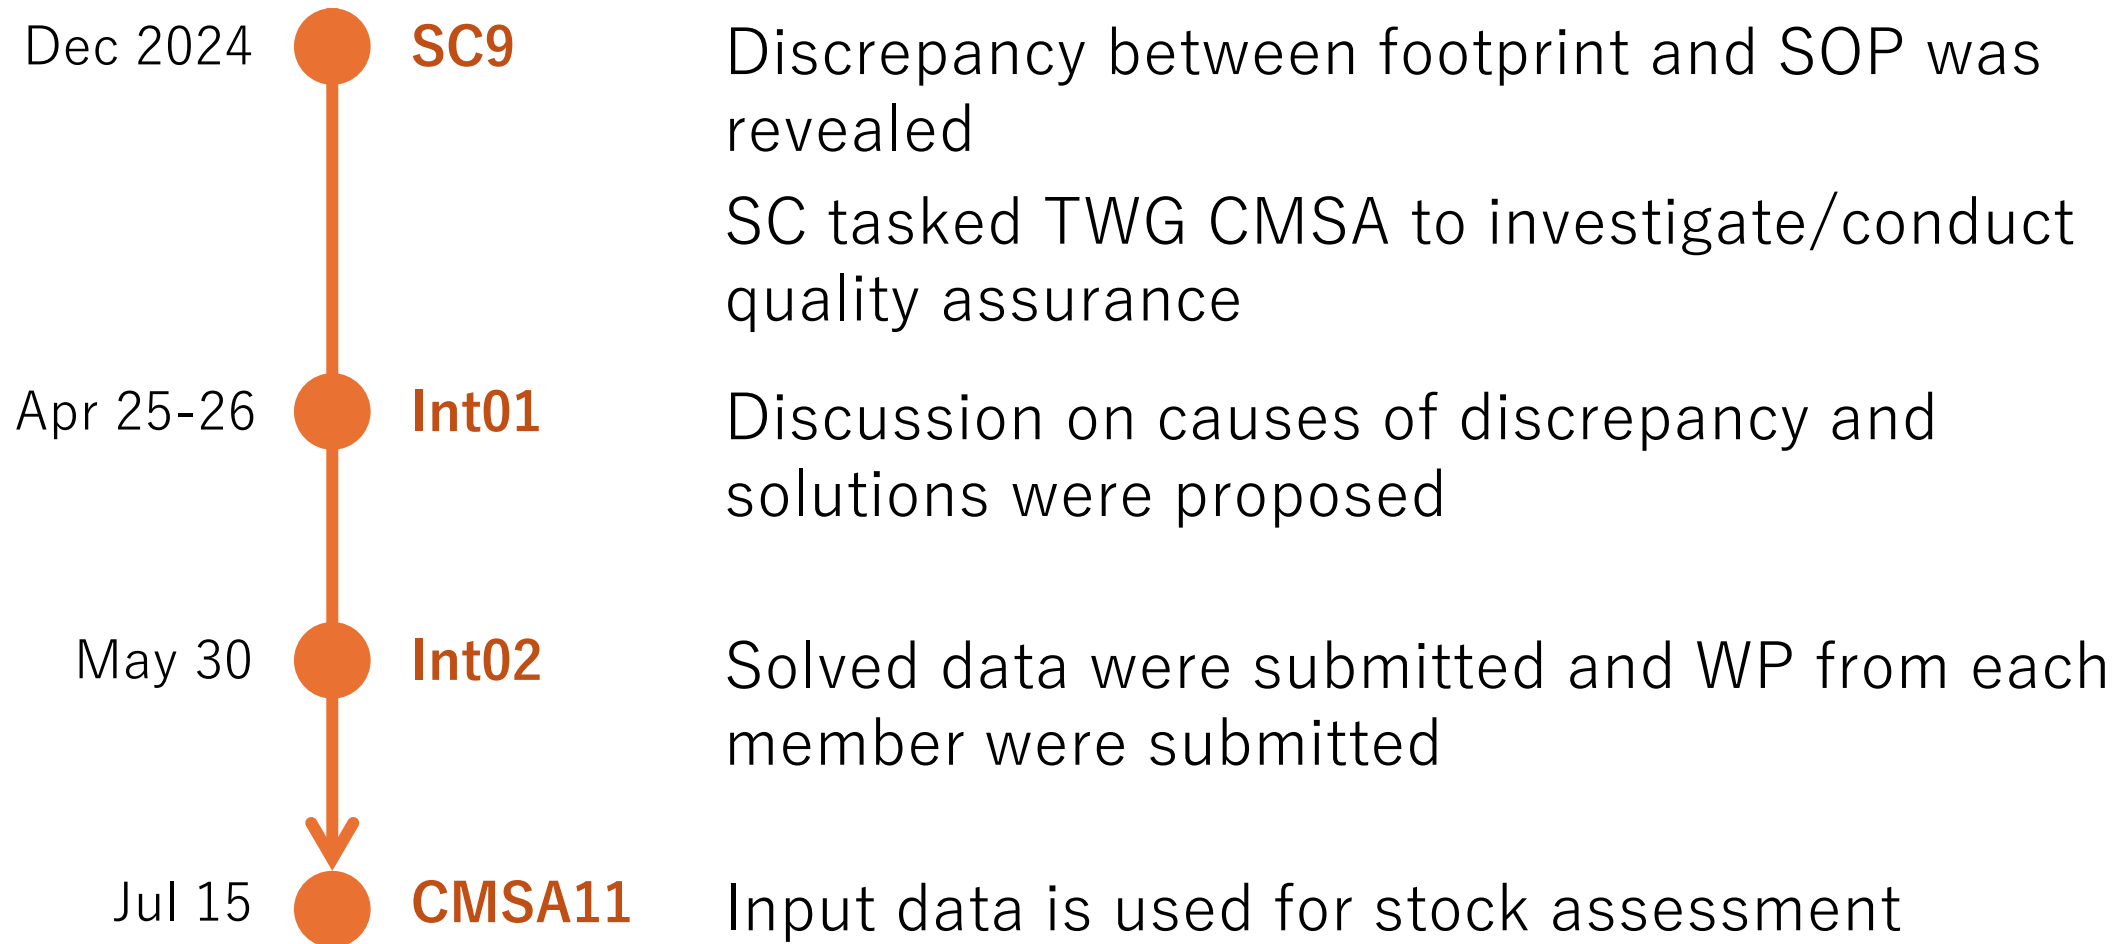 Dec 2024 SC9 Discrepancy between footprint and SOP was
revealed
SC tasked TWG CMSA to investigate/conduct
quality assurance
Apr 25-26 Int01 Discussion on causes of discrepancy and
solutions were proposed
May 30 Int02 Solved data were submitted and WP from each
member were submitted
Jul 15 CMSA11 Input data is used for stock assessment